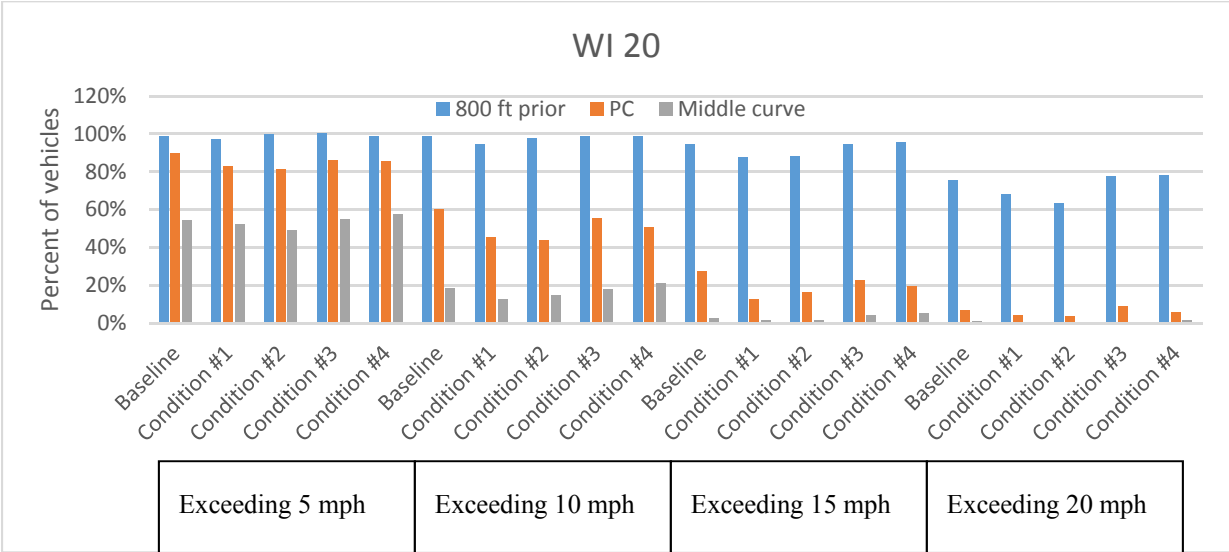 WI 20
Percent of vehicles
120%
100%
80%
60%
40%
20%
0%
800 ft prior PC Middle curve
Baseline
Condition #1
Condition #2
Condition #3
Condition #4
Baseline
Condition #1
Condition #2
Condition #3
Condition #4
Baseline
Condition #1
Condition #2
Condition #3
Condition #4
Baseline
Condition #1
Condition #2
Condition #3
Condition #4
Exceeding 5 mph
Exceeding 10 mph
Exceeding 15 mph
Exceeding 20 mph